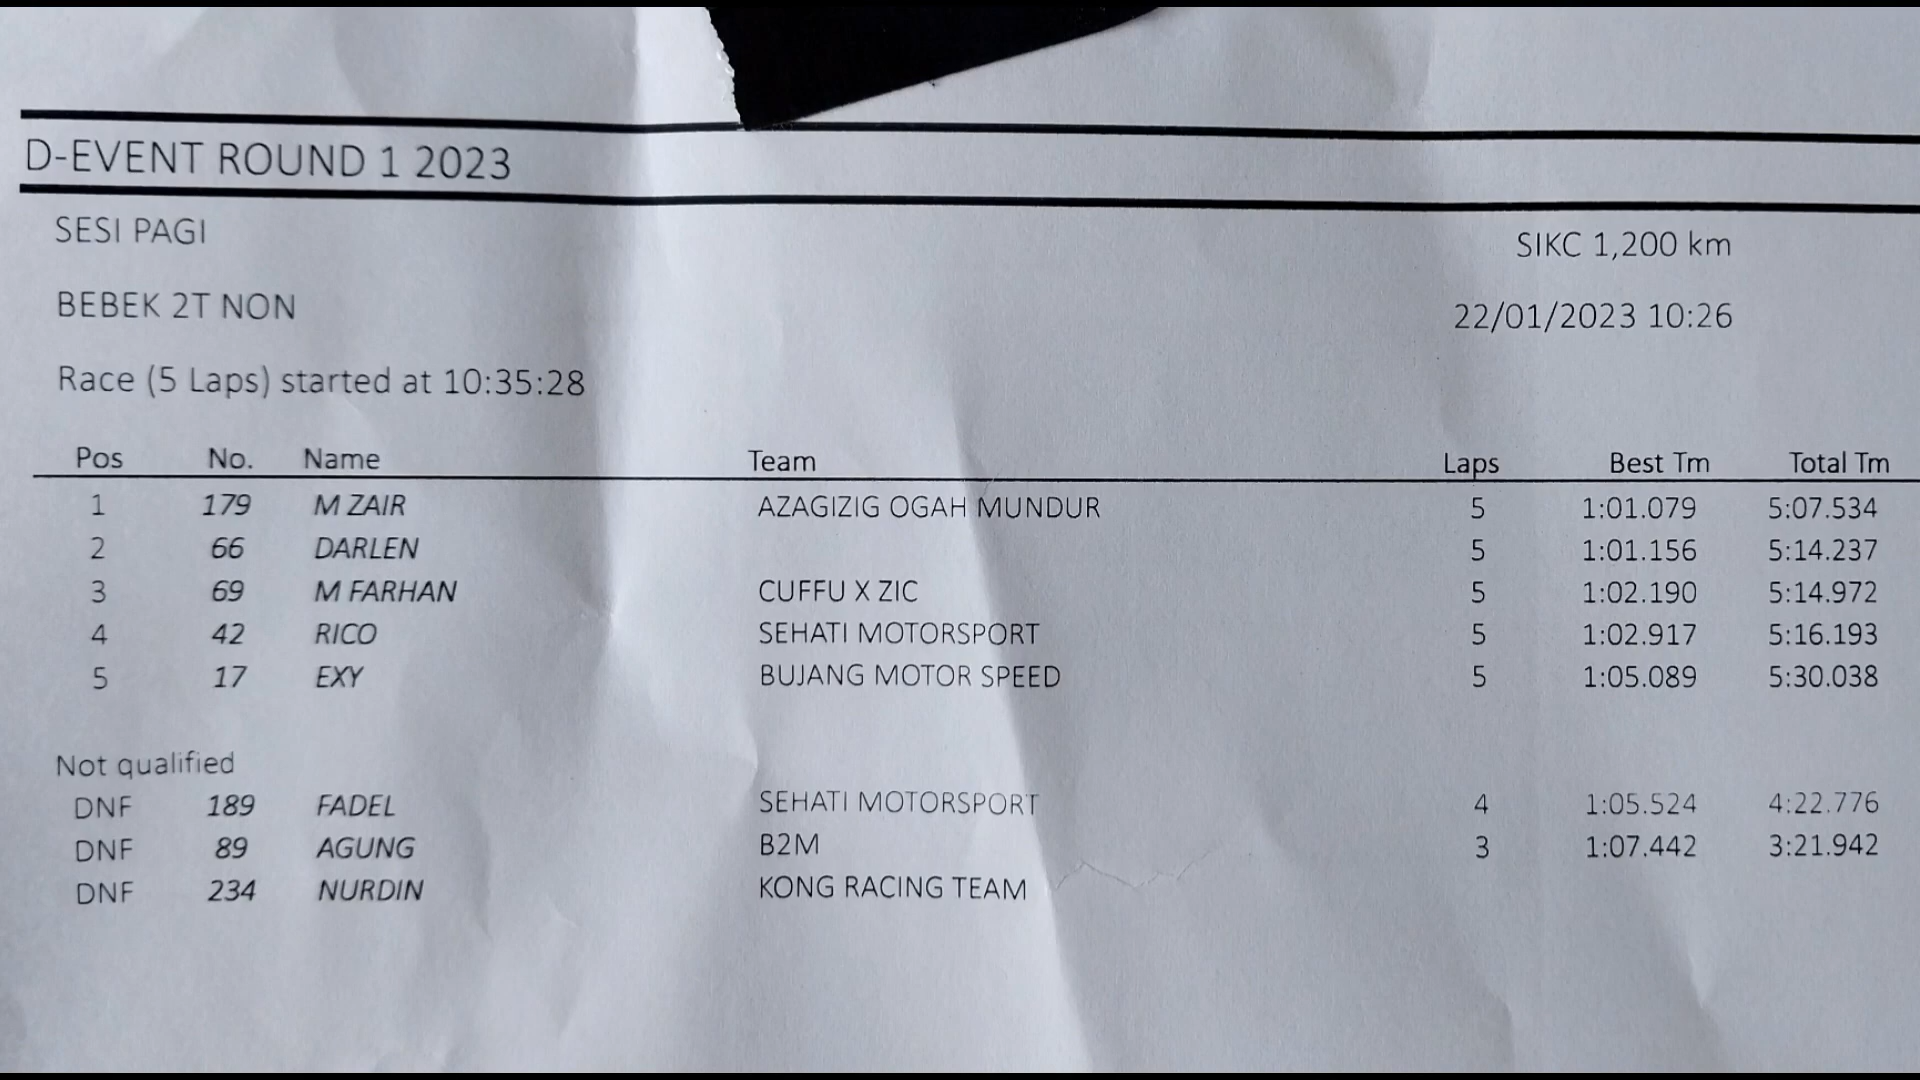 D-EVENT ROUND 1 2023
SESI PAGI
SIKC 1,200 km
BEBEK 2T NON
22/01/2023 10:26
Race (5 Laps) started at 10:35:28
Pos No. Name Team Laps Best Tm Total Tm
1 179 M ZAIR AZAGIZIG OGAH MUNDUR 5 1:01.079 5:07.534
2 66 DARLEN 5 1:01.156 5:14.237
3 69 M FARHAN CUFFU X ZIC 5 1:02.190 5:14.972
4 42 RICO SEHATI MOTORSPORT 5 1:02.917 5:16.193
5 17 EXY BUJANG MOTOR SPEED 5 1:05.089 5:30.038
Not qualified
DNF 189 FADEL SEHATI MOTORSPORT 4 1:05.524 4:22.776
DNF 89 AGUNG B2M 3 1:07.442 3:21.942
DNF 234 NURDIN KONG RACING TEAM